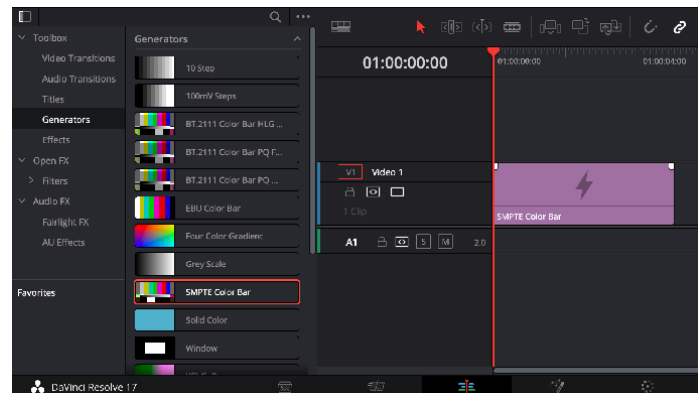 Toolbox
Video Transitions
Audio Transitions
Titles
Generators
Effects
Open FX
Filters
Audio FX
Fairlight FX
AU Effects
Favorites
Generators
10 Step
100mV Steps
BT.2111 Color Bar HLG ...
BT.2111 Color Bar PQ F...
BT.2111 Color Bar PQ ...
EBU Color Bar
Four Color Gradient
Grey Scale
SMPTE Color Bar
Solid Color
Window
01:00:00:00
01:00:00:00
01:00:04:00
V1 Video 1
1 Clip
SMPTE Color Bar
A1 S M 2.0
DaVinci Resolve 17